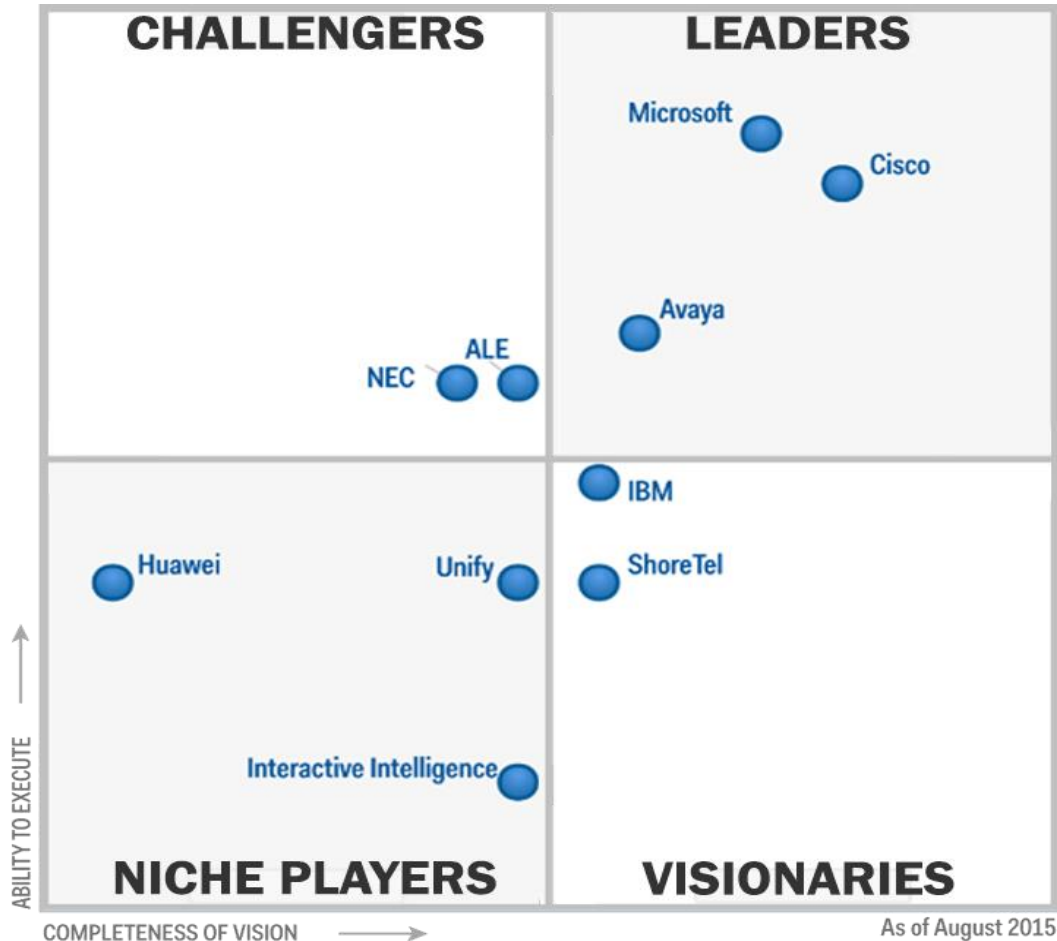 CHALLENGERS
LEADERS
Microsoft
Cisco
Avaya
ALE
NEC
IBM
Huawei
Unify
ShoreTel
Interactive Intelligence
NICHE PLAYERS
VISIONARIES
ABILITY TO EXECUTE
COMPLETENESS OF VISION
As of August 2015